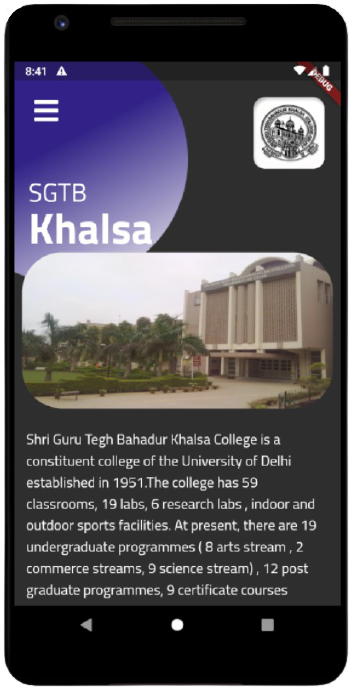 8:41
DEBUG
SGTB
Khalsa
Shri Guru Tegh Bahadur Khalsa College is a
constituent college of the University of Delhi
established in 1951.The college has 59
classrooms, 19 labs, 6 research labs , indoor and
outdoor sports facilities. At present, there are 19
undergraduate programmes ( 8 arts stream , 2
commerce streams, 9 science stream) , 12 post
graduate programmes, 9 certificate courses